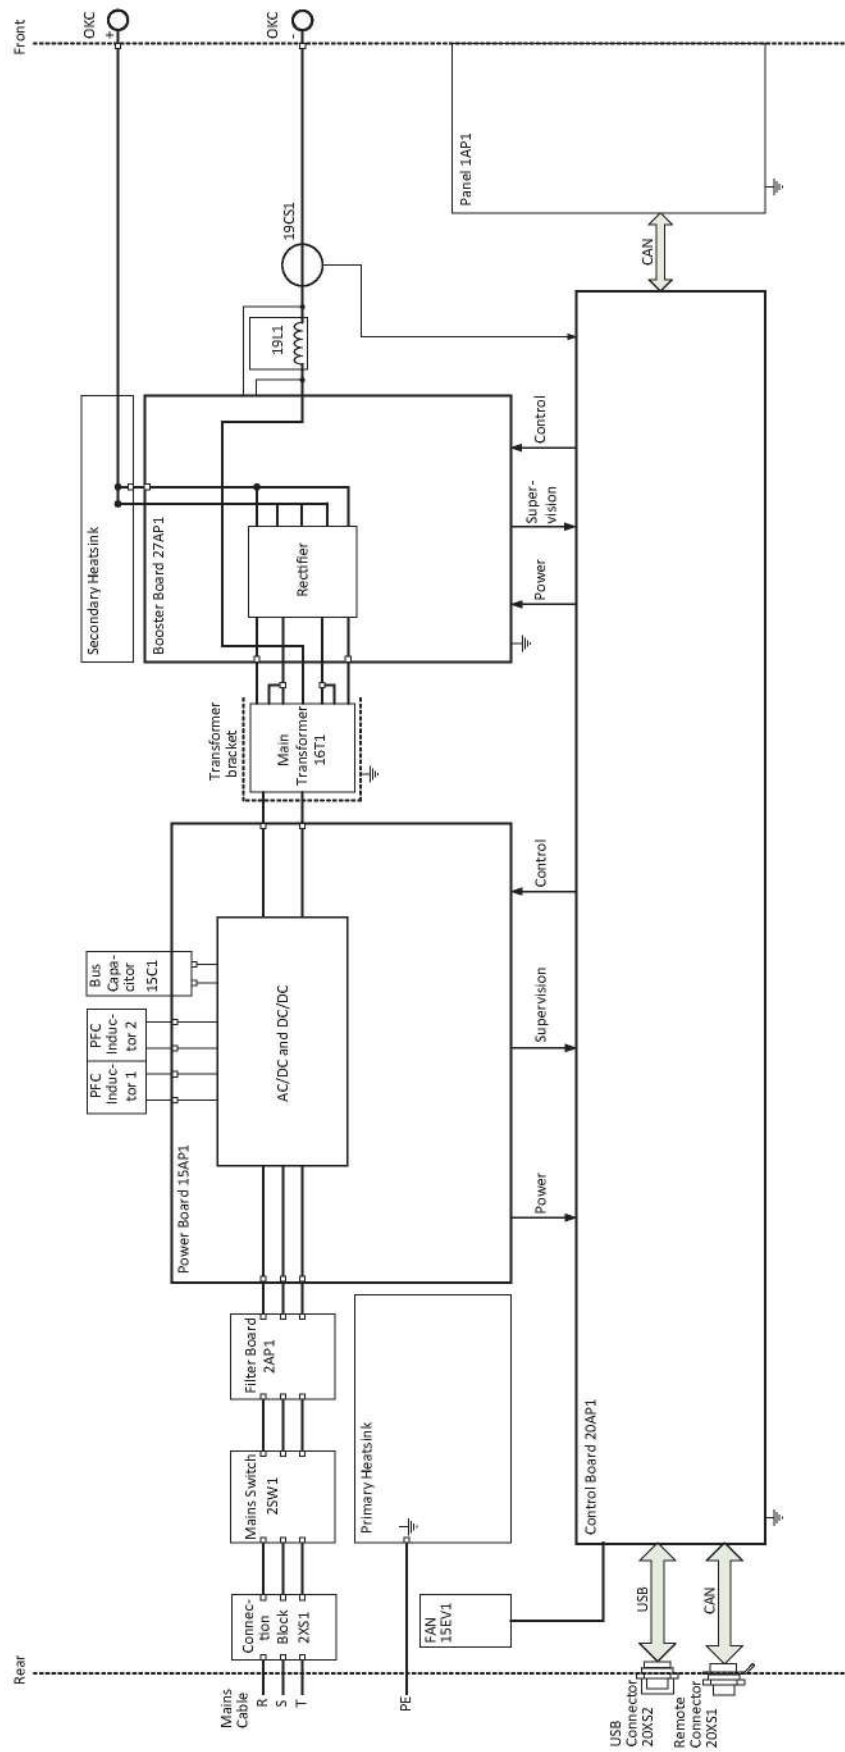 Front
Rear
OKC
+
OKC
-
Mains
Cable
R
S
T
PE
Connec-
tion
Block
2XS1
Mains Switch
2SW1
Filter Board
2AP1
Primary Heatsink
FAN
15EV1
Power Board 15AP1
PFC
Induc-
tor 1
PFC
Induc-
tor 2
Bus
Capa-
citor
15C1
AC/DC and DC/DC
Transformer
bracket
Main
Transformer
16T1
Secondary Heatsink
Booster Board 27AP1
Rectifier
19L1
19CS1
Power
Supervision
Control
Power
Super-
vision
Control
Control Board 20AP1
CAN
Panel 1AP1
USB
CAN
USB
Connector
20XS2
Remote
Connector
20XS1